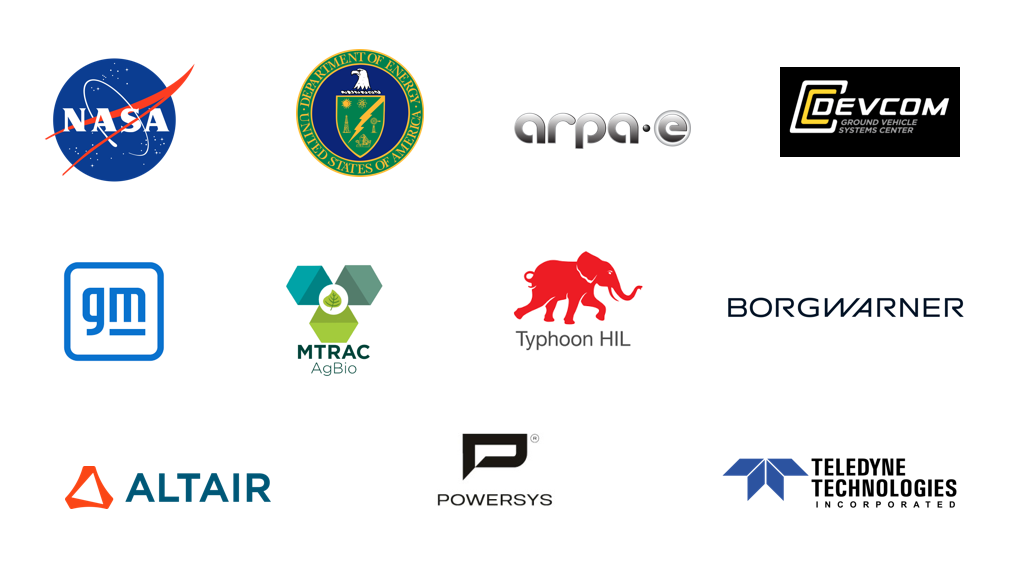 NASA
DEPARTMENT OF ENERGY
UNITED STATES OF AMERICA
arpa·e
DEVCOM
GROUND VEHICLE
SYSTEMS CENTER
gm
MTRAC
AgBio
Typhoon HIL
BORGWARNER
ALTAIR
P®
POWERSYS
TELEDYNE
TECHNOLOGIES
INCORPORATED